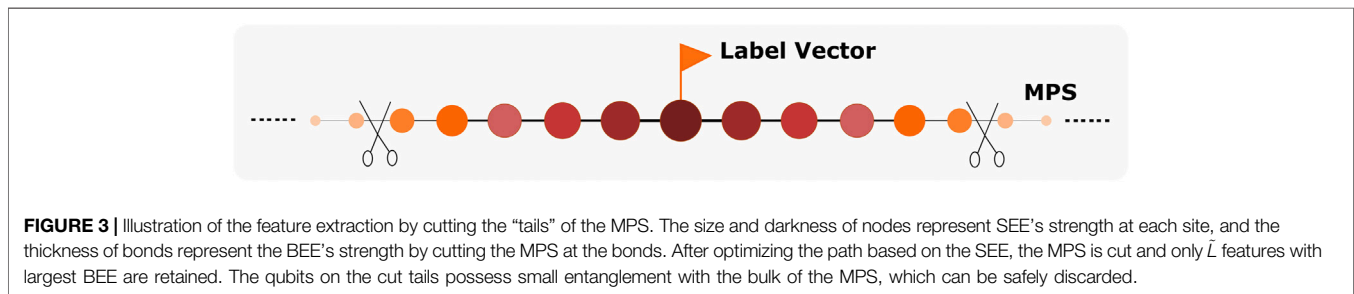 Label Vector
MPS
FIGURE 3 | Illustration of the feature extraction by cutting the “tails” of the MPS. The size and darkness of nodes represent SEE’s strength at each site, and the
thickness of bonds represent the BEE’s strength by cutting the MPS at the bonds. After optimizing the path based on the SEE, the MPS is cut and only L̃ features with
largest BEE are retained. The qubits on the cut tails possess small entanglement with the bulk of the MPS, which can be safely discarded.